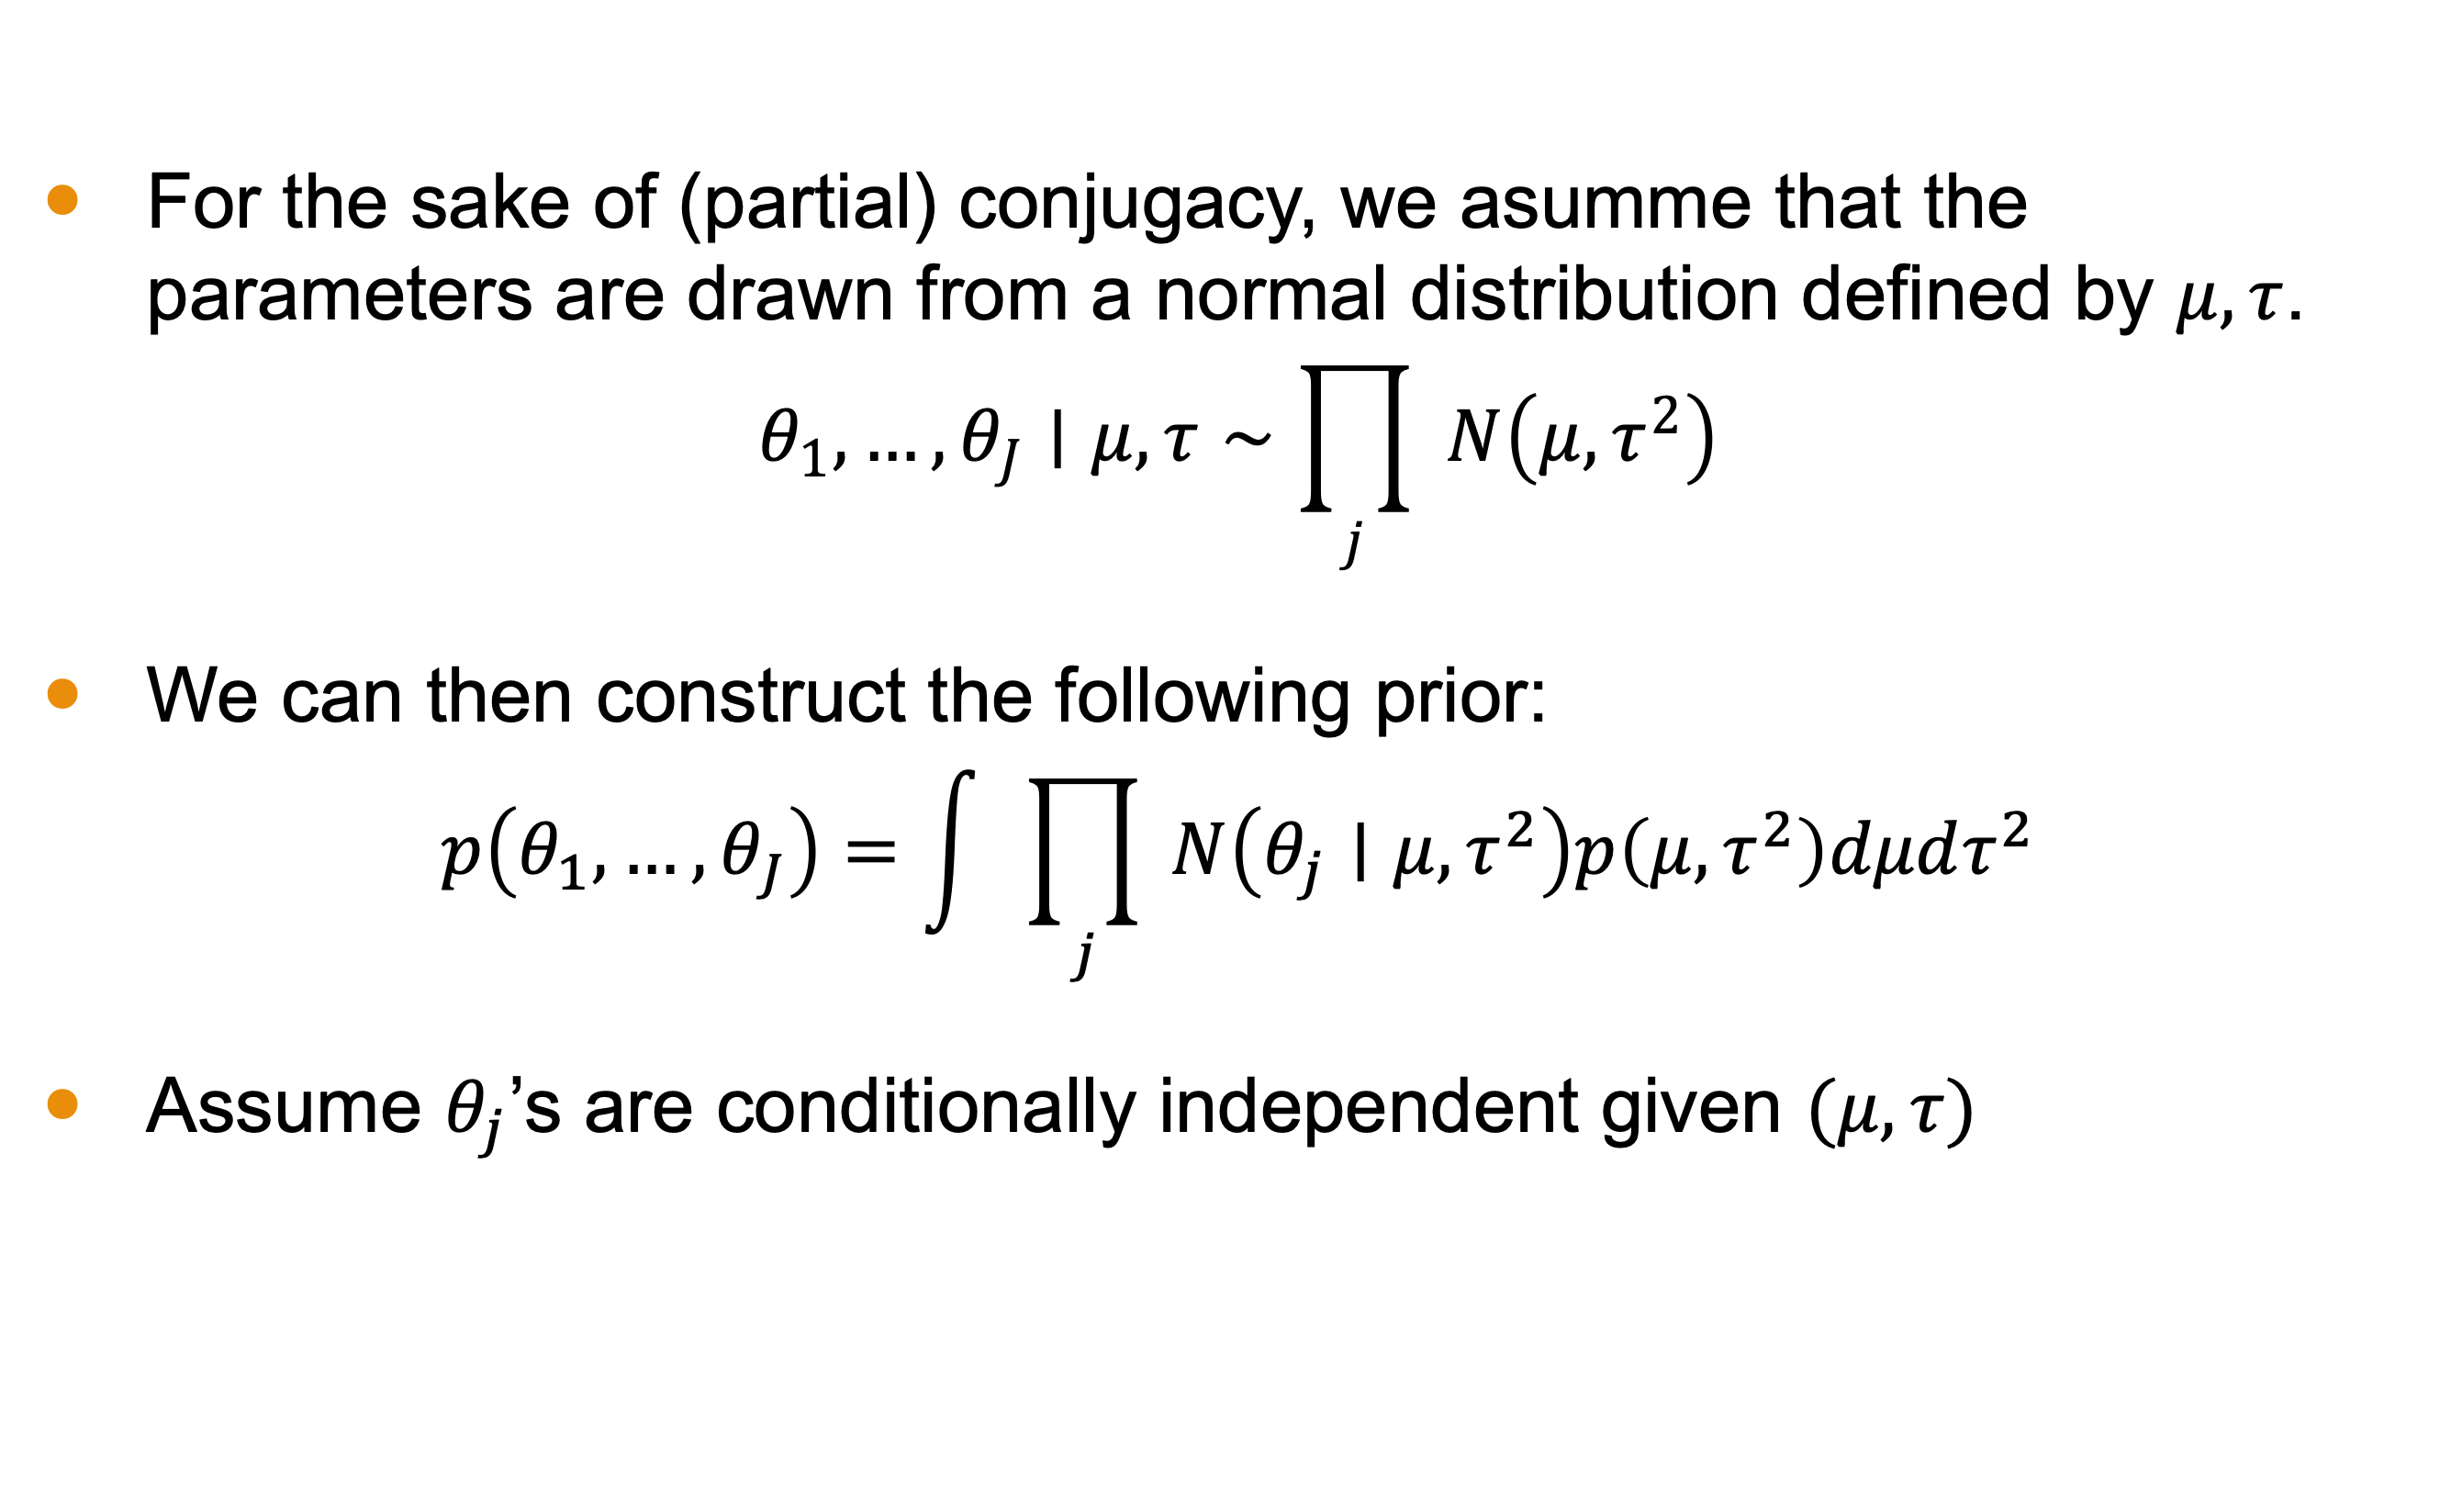 • For the sake of (partial) conjugacy, we asumme that the
parameters are drawn from a normal distribution defined by μ, τ.
θ₁, …, θ_J | μ, τ ~ ∏_j N(μ, τ²)
• We can then construct the following prior:
p(θ₁, …, θ_J) = ∫ ∏_j N(θ_j | μ, τ²)p(μ, τ²)dμdτ²
• Assume θ_j’s are conditionally independent given (μ, τ)